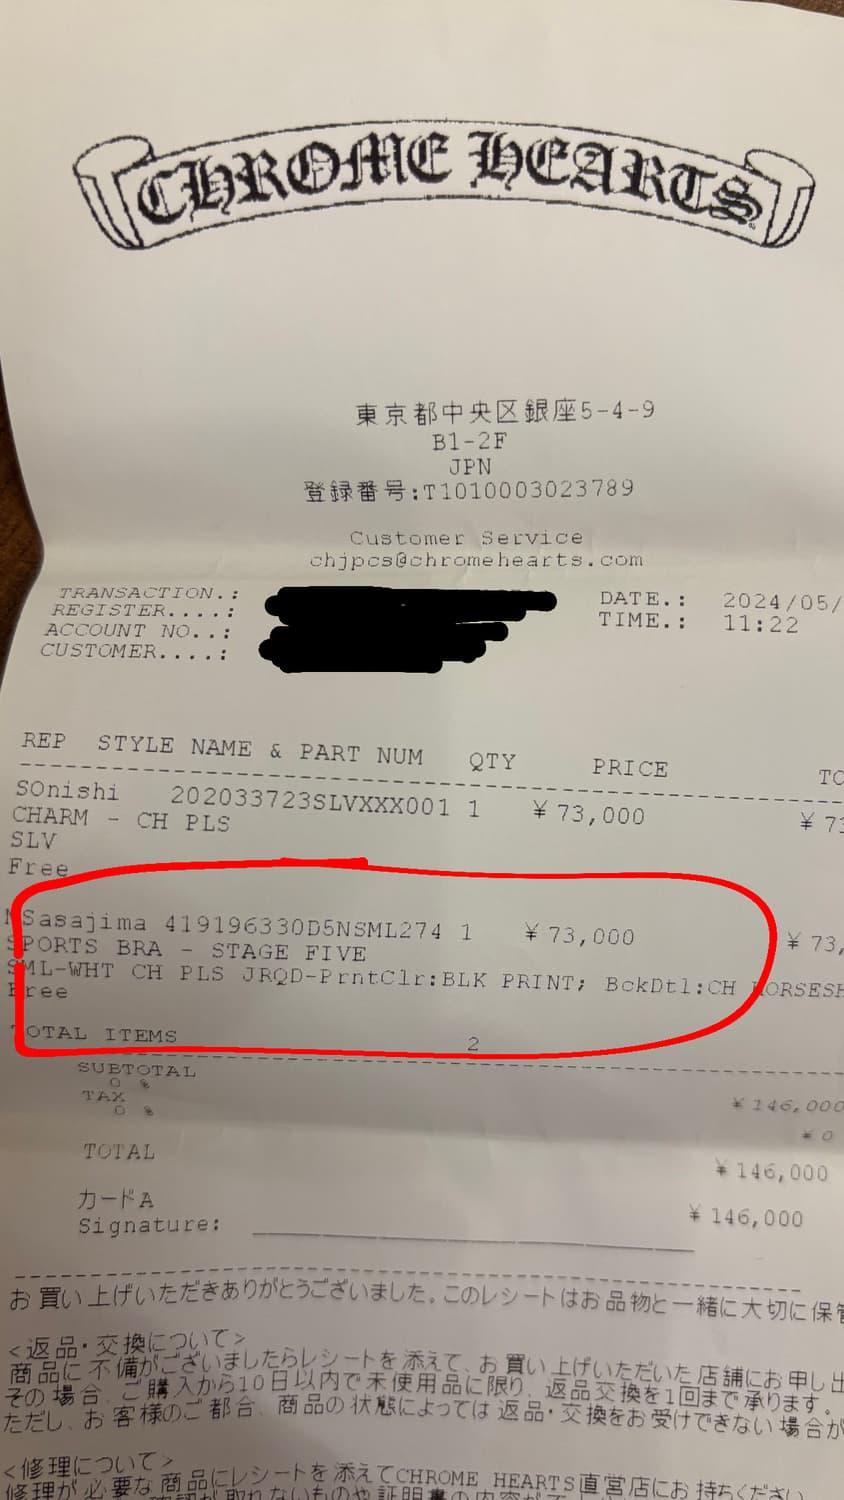 CHROME HEARTS
東京都中央区銀座5-4-9
B1-2F
JPN
登録番号:T1010003023789
Customer Service
chjpcs@chromehearts.com
TRANSACTION.:
REGISTER....:
ACCOUNT NO..:
CUSTOMER....:
DATE.: 2024/05/
TIME.: 11:22
REP STYLE NAME & PART NUM QTY PRICE TO
SOnishi 202033723SLVXXX001 1 ¥73,000 ¥73
CHARM - CH PLS
SLV
Free
MSasajima 419196330D5NSML274 1 ¥73,000 ¥73,
SPORTS BRA - STAGE FIVE
SML-WHT CH PLS JRQD-PrntClr:BLK PRINT; BckDtl:CH HORSESH
Free
TOTAL ITEMS 2
SUBTOTAL ¥146,000
0 %
TAX ¥0
0 %
TOTAL ¥146,000
カードA ¥146,000
Signature:
お買い上げいただきありがとうございました。このレシートはお品物と一緒に大切に保管
<返品・交換について>
商品に不備がございましたらレシートを添えて、お買い上げいただいた店舗にお申し出
その場合、ご購入から10日以内で未使用品に限り、返品交換を1回まで承ります。
ただし、お客様のご都合、商品の状態によっては返品・交換をお受けできない場合が
<修理について>
修理が必要な商品にレシートを添えてCHROME HEARTS直営店にお持ちください